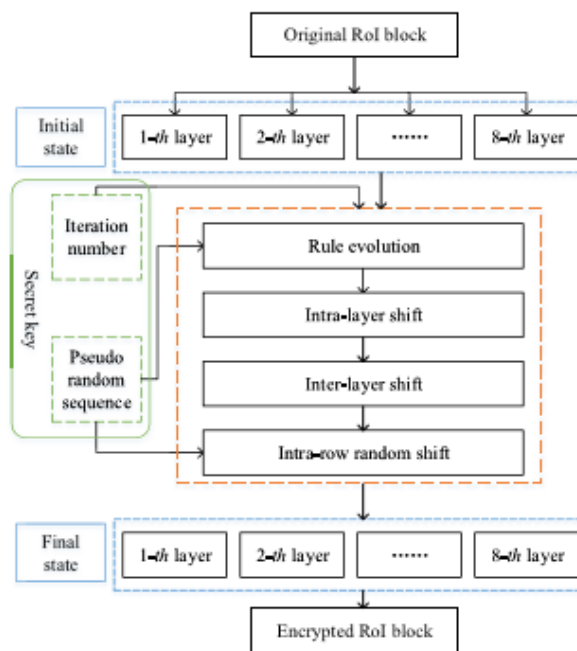 Original RoI block
Initial
state
1-th layer
2-th layer
······
8-th layer
Secret key
Iteration
number
Rule evolution
Intra-layer shift
Pseudo
random
sequence
Inter-layer shift
Intra-row random shift
Final
state
1-th layer
2-th layer
······
8-th layer
Encrypted RoI block